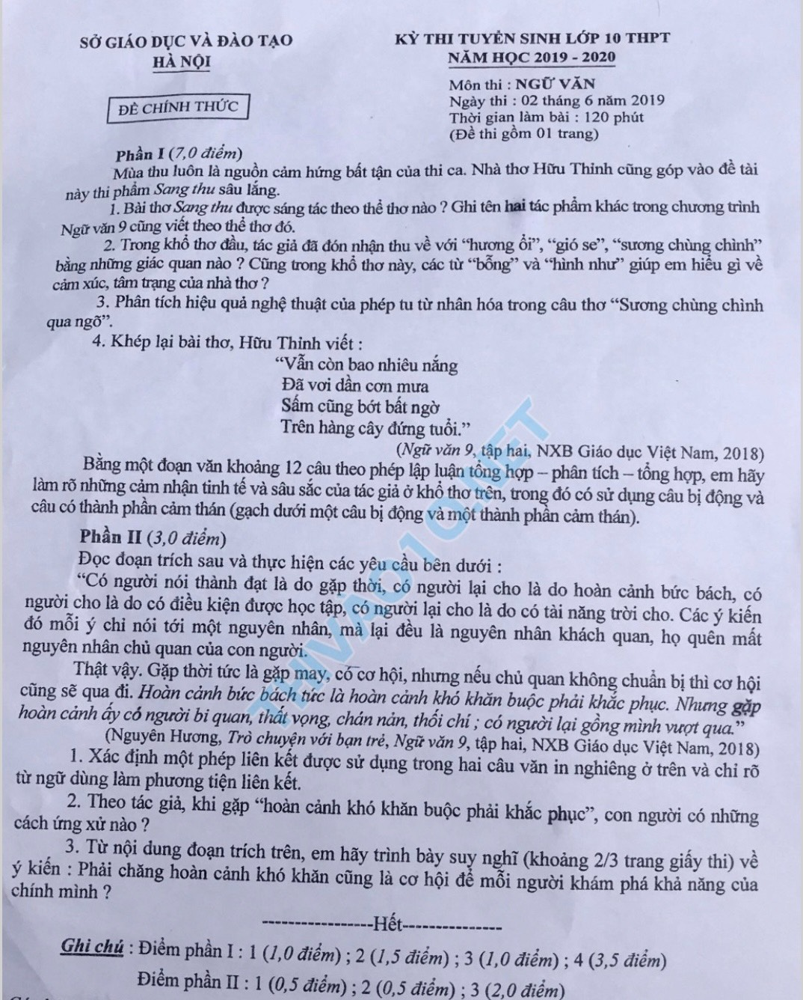 SỞ GIÁO DỤC VÀ ĐÀO TẠO
HÀ NỘI
ĐỀ CHÍNH THỨC
KỲ THI TUYỂN SINH LỚP 10 THPT
NĂM HỌC 2019 - 2020
Môn thi : NGỮ VĂN
Ngày thi : 02 tháng 6 năm 2019
Thời gian làm bài : 120 phút
(Đề thi gồm 01 trang)
Phần I (7,0 điểm)
Mùa thu luôn là nguồn cảm hứng bất tận của thi ca. Nhà thơ Hữu Thỉnh cũng góp vào đề tài
này thi phẩm Sang thu sâu lắng.
1. Bài thơ Sang thu được sáng tác theo thể thơ nào ? Ghi tên hai tác phẩm khác trong chương trình
Ngữ văn 9 cũng viết theo thể thơ đó.
2. Trong khổ thơ đầu, tác giả đã đón nhận thu về với “hương ổi”, “gió se”, “sương chùng chình”
bằng những giác quan nào ? Cũng trong khổ thơ này, các từ “bỗng” và “hình như” giúp em hiểu gì về
cảm xúc, tâm trạng của nhà thơ ?
3. Phân tích hiệu quả nghệ thuật của phép tu từ nhân hóa trong câu thơ “Sương chùng chình
qua ngõ”.
4. Khép lại bài thơ, Hữu Thỉnh viết :
“Vẫn còn bao nhiêu nắng
Đã vơi dần cơn mưa
Sấm cũng bớt bất ngờ
Trên hàng cây đứng tuổi.”
(Ngữ văn 9, tập hai, NXB Giáo dục Việt Nam, 2018)
Bằng một đoạn văn khoảng 12 câu theo phép lập luận tổng hợp – phân tích – tổng hợp, em hãy
làm rõ những cảm nhận tinh tế và sâu sắc của tác giả ở khổ thơ trên, trong đó có sử dụng câu bị động và
câu có thành phần cảm thán (gạch dưới một câu bị động và một thành phần cảm thán).
Phần II (3,0 điểm)
Đọc đoạn trích sau và thực hiện các yêu cầu bên dưới :
“Có người nói thành đạt là do gặp thời, có người lại cho là do hoàn cảnh bức bách, có
người cho là do có điều kiện được học tập, có người lại cho là do có tài năng trời cho. Các ý kiến
đó mỗi ý chỉ nói tới một nguyên nhân, mà lại đều là nguyên nhân khách quan, họ quên mất
nguyên nhân chủ quan của con người.
Thật vậy. Gặp thời tức là gặp may, có cơ hội, nhưng nếu chủ quan không chuẩn bị thì cơ hội
cũng sẽ qua đi. Hoàn cảnh bức bách tức là hoàn cảnh khó khăn buộc phải khắc phục. Nhưng gặp
hoàn cảnh ấy có người bi quan, thất vọng, chán nản, thối chí ; có người lại gồng mình vượt qua.”
(Nguyên Hương, Trò chuyện với bạn trẻ, Ngữ văn 9, tập hai, NXB Giáo dục Việt Nam, 2018)
1. Xác định một phép liên kết được sử dụng trong hai câu văn in nghiêng ở trên và chỉ rõ
từ ngữ dùng làm phương tiện liên kết.
2. Theo tác giả, khi gặp “hoàn cảnh khó khăn buộc phải khắc phục”, con người có những
cách ứng xử nào ?
3. Từ nội dung đoạn trích trên, em hãy trình bày suy nghĩ (khoảng 2/3 trang giấy thi) về
ý kiến : Phải chăng hoàn cảnh khó khăn cũng là cơ hội để mỗi người khám phá khả năng của
chính mình ?
-----------------Hết---------------
Ghi chú : Điểm phần I : 1 (1,0 điểm) ; 2 (1,5 điểm) ; 3 (1,0 điểm) ; 4 (3,5 điểm)
Điểm phần II : 1 (0,5 điểm) ; 2 (0,5 điểm) ; 3 (2,0 điểm)
THIVAO10.NET